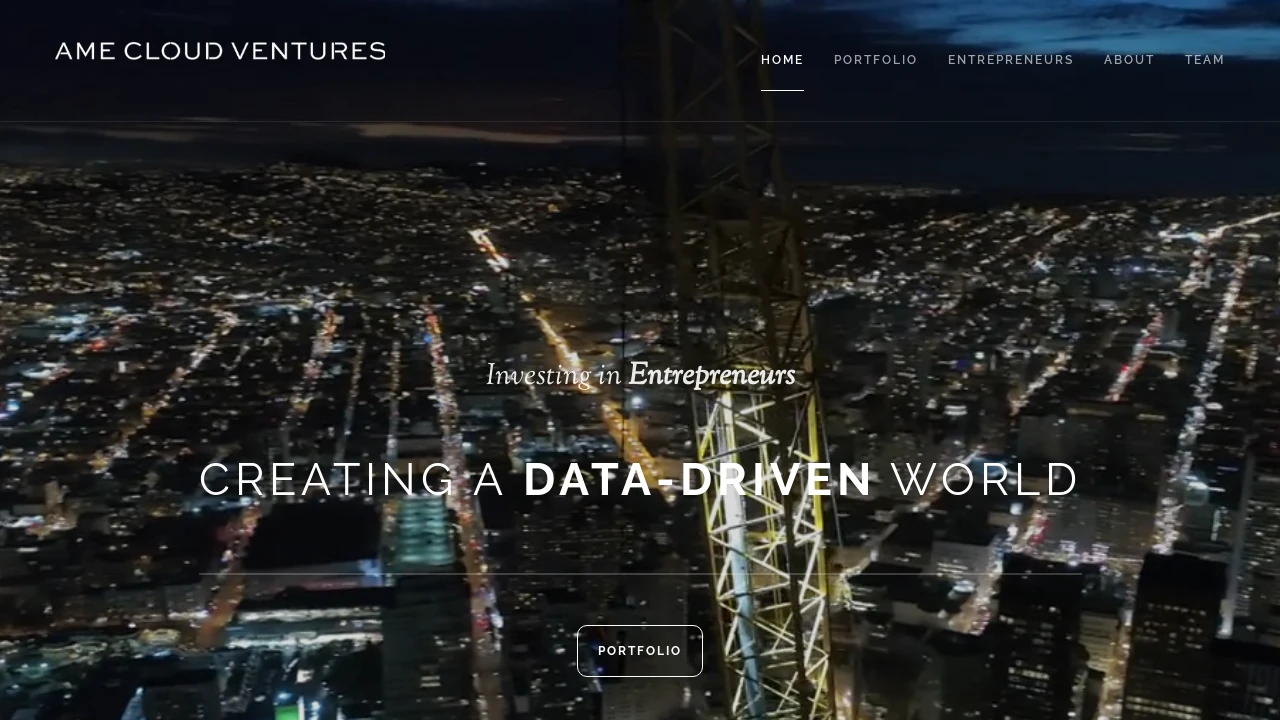 AME CLOUD VENTURES
HOME PORTFOLIO ENTREPRENEURS ABOUT TEAM
Investing in Entrepreneurs
CREATING A DATA-DRIVEN WORLD
PORTFOLIO